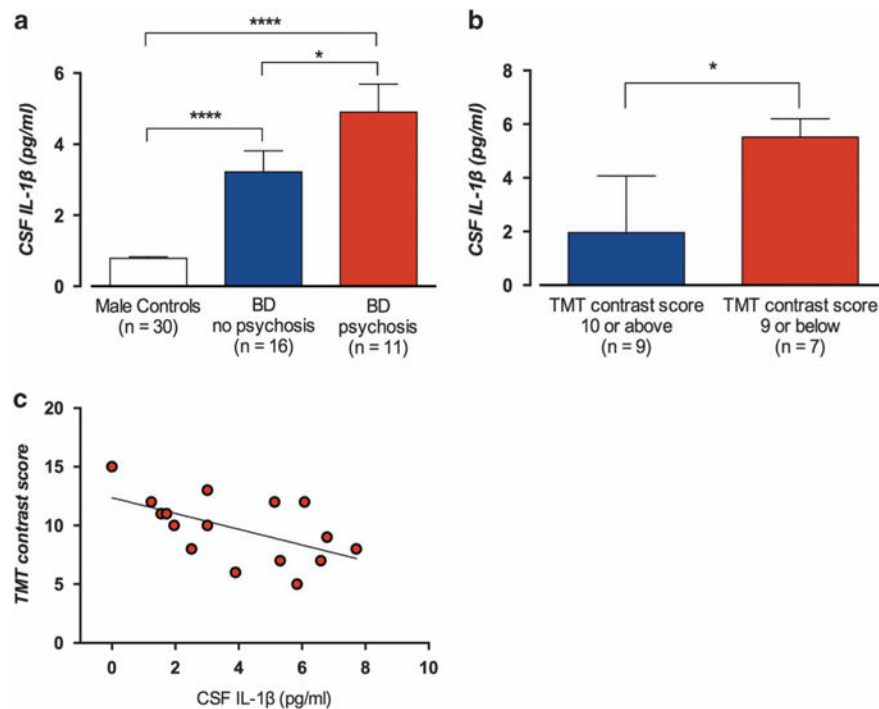 a
****
*
****
CSF IL-1β (pg/ml)
6
4
2
0
Male Controls
(n = 30)
BD
no psychosis
(n = 16)
BD
psychosis
(n = 11)
b
*
CSF IL-1β (pg/ml)
8
6
4
2
0
TMT contrast score
10 or above
(n = 9)
TMT contrast score
9 or below
(n = 7)
c
TMT contrast score
20
15
10
5
0
0 2 4 6 8 10
CSF IL-1β (pg/ml)